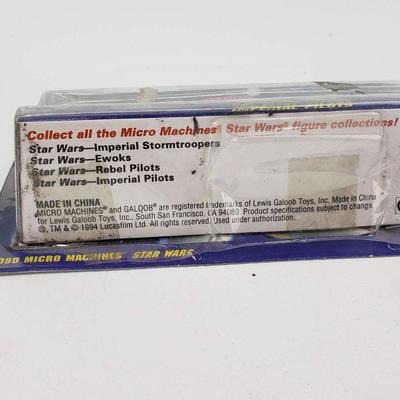 IMPERIAL PILOTS
Collect all the Micro Machines® Star Wars® figure collections!
Star Wars—Imperial Stormtroopers
Star Wars—Ewoks
Star Wars—Rebel Pilots
Star Wars—Imperial Pilots
MADE IN CHINA
MICRO MACHINES and GALOOB® are registered trademarks of Lewis Galoob Toys, Inc. Made In China
for Lewis Galoob Toys, Inc., South San Francisco, CA 94080. Product specifications subject to change.
®, TM & © 1994 Lucasfilm Ltd. All rights reserved. Used under authorization.
080 MICRO MACHINES® STAR WARS